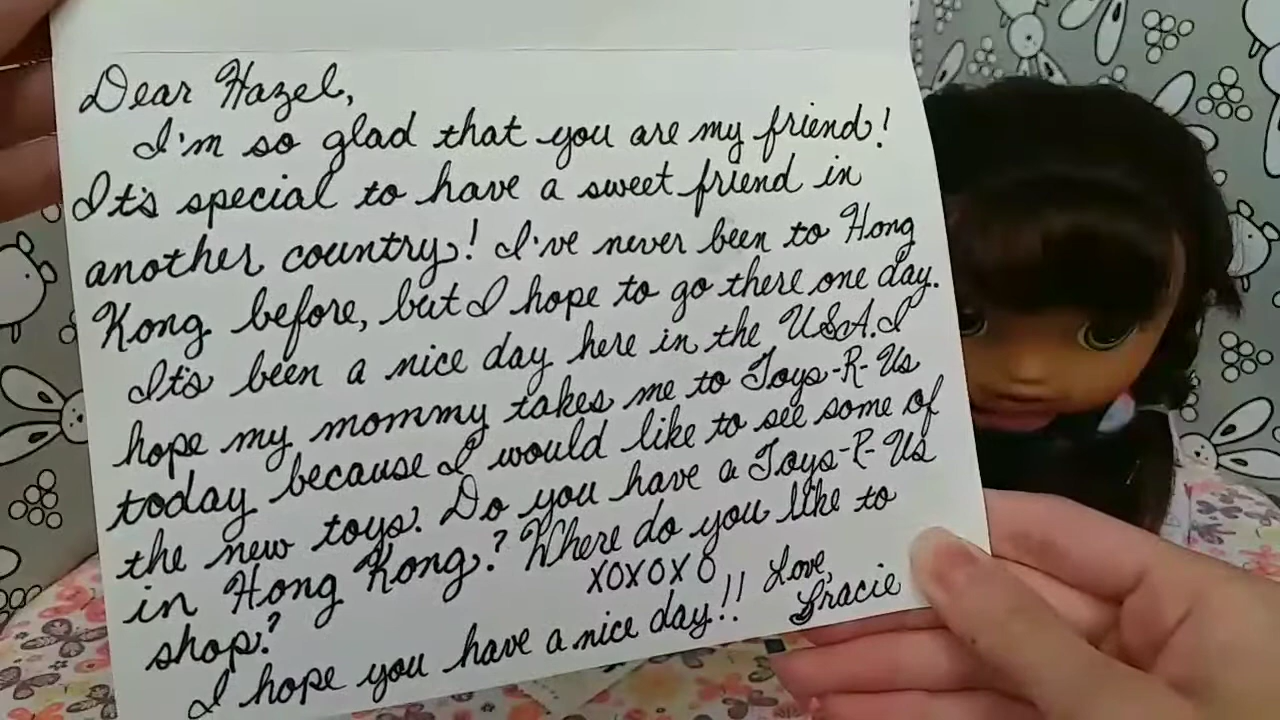 Dear Hazel,
I'm so glad that you are my friend!
It's special to have a sweet friend in
another country! I've never been to Hong
Kong before, but I hope to go there one day.
It's been a nice day here in the U.S.A. I
hope my mommy takes me to Toys-R-Us
today because I would like to see some of
the new toys. Do you have a Toys-R-Us
in Hong Kong? Where do you like to
shop?
XOXOXO
I hope you have a nice day!! Love,
Gracie